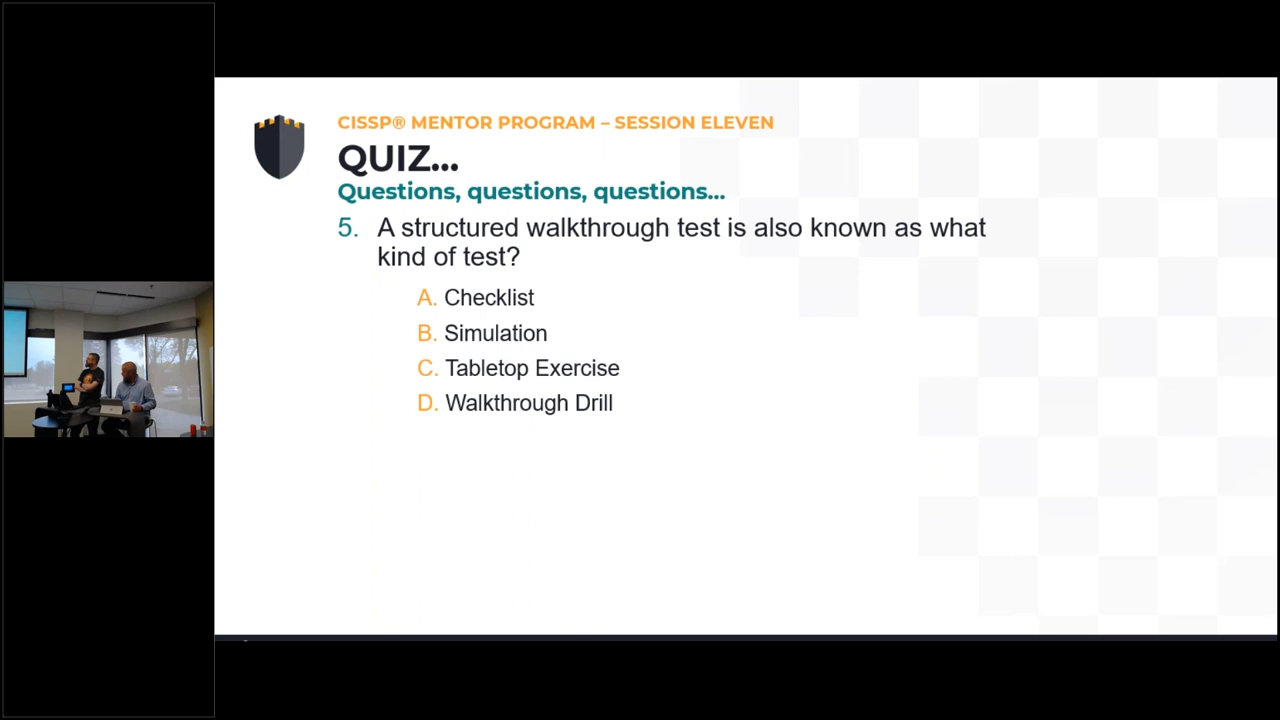 CISSP® MENTOR PROGRAM – SESSION ELEVEN
QUIZ...
Questions, questions, questions...
5. A structured walkthrough test is also known as what
kind of test?
A. Checklist
B. Simulation
C. Tabletop Exercise
D. Walkthrough Drill